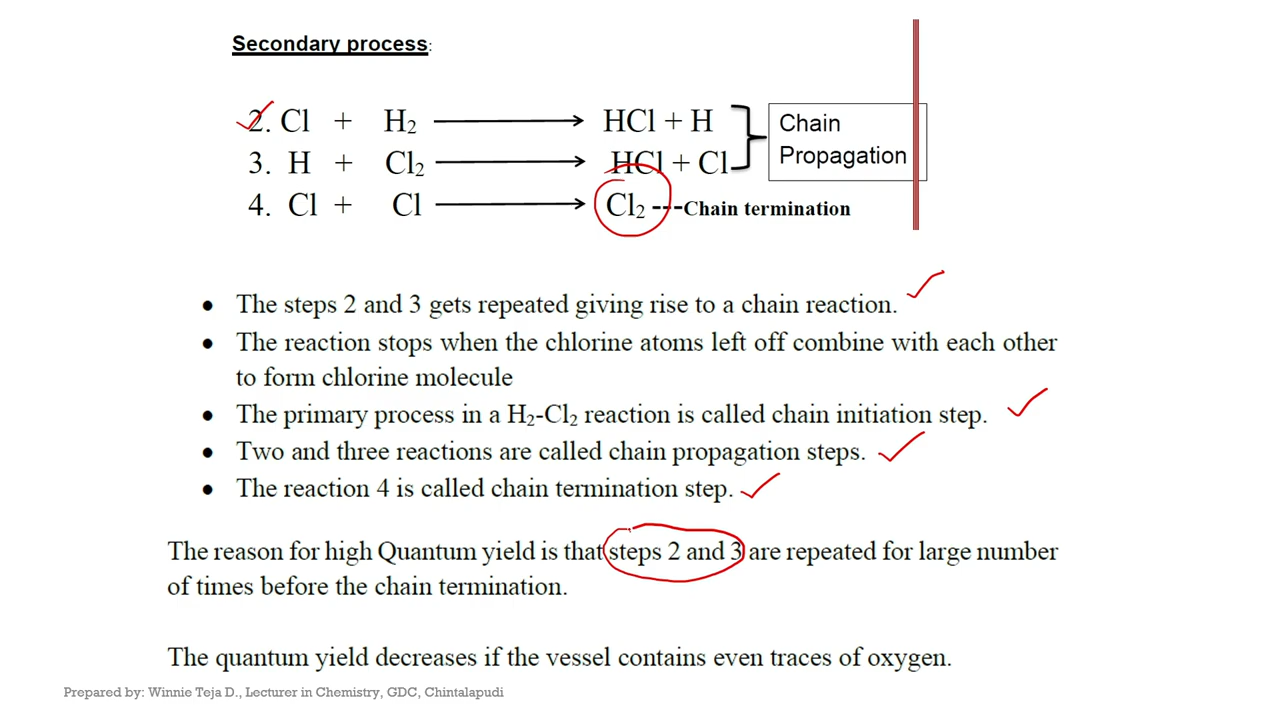 Secondary process:
2. Cl + H₂ ⟶ HCl + H
Chain
3. H + Cl₂ ⟶ HCl + Cl
Propagation
4. Cl + Cl ⟶ Cl₂ ---Chain termination
• The steps 2 and 3 gets repeated giving rise to a chain reaction.
• The reaction stops when the chlorine atoms left off combine with each other
to form chlorine molecule
• The primary process in a H₂-Cl₂ reaction is called chain initiation step.
• Two and three reactions are called chain propagation steps.
• The reaction 4 is called chain termination step.
The reason for high Quantum yield is that steps 2 and 3 are repeated for large number
of times before the chain termination.
The quantum yield decreases if the vessel contains even traces of oxygen.
Prepared by: Winnie Teja D., Lecturer in Chemistry, GDC, Chintalapudi